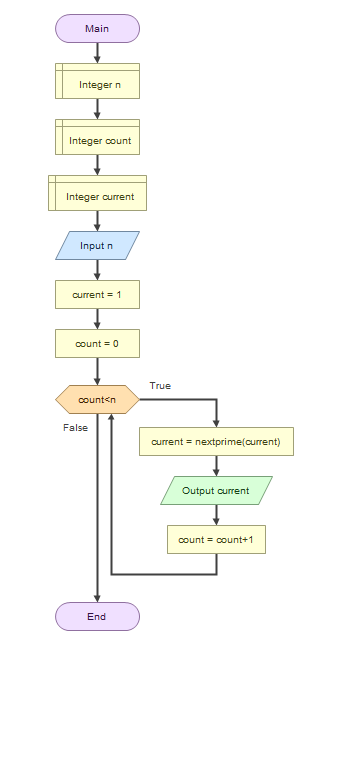 Main
Integer n
Integer count
Integer current
Input n
current = 1
count = 0
count<n
True
False
current = nextprime(current)
Output current
count = count+1
End